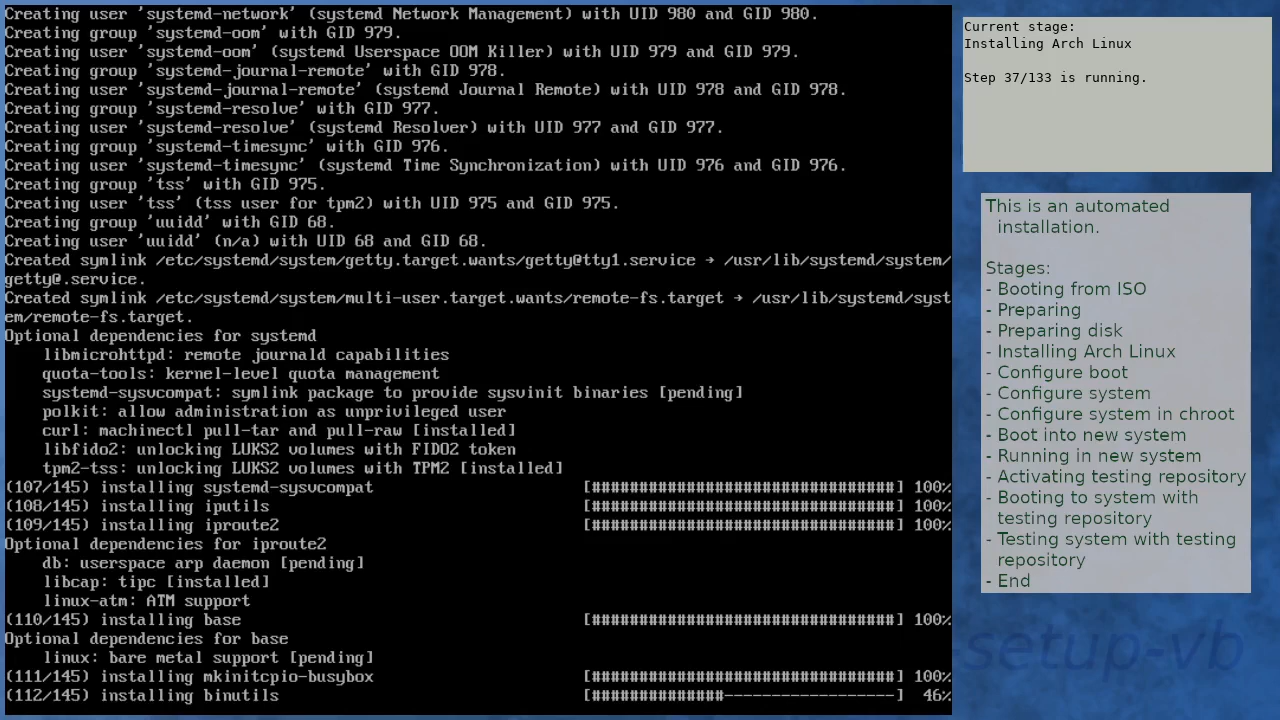 Creating user 'systemd-network' (systemd Network Management) with UID 980 and GID 980.
Creating group 'systemd-oom' with GID 979.
Creating user 'systemd-oom' (systemd Userspace OOM Killer) with UID 979 and GID 979.
Creating group 'systemd-journal-remote' with GID 978.
Creating user 'systemd-journal-remote' (systemd Journal Remote) with UID 978 and GID 978.
Creating group 'systemd-resolve' with GID 977.
Creating user 'systemd-resolve' (systemd Resolver) with UID 977 and GID 977.
Creating group 'systemd-timesync' with GID 976.
Creating user 'systemd-timesync' (systemd Time Synchronization) with UID 976 and GID 976.
Creating group 'tss' with GID 975.
Creating user 'tss' (tss user for tpm2) with UID 975 and GID 975.
Creating group 'uuidd' with GID 68.
Creating user 'uuidd' (n/a) with UID 68 and GID 68.
Created symlink /etc/systemd/system/getty.target.wants/getty@tty1.service → /usr/lib/systemd/system/
getty@.service.
Created symlink /etc/systemd/system/multi-user.target.wants/remote-fs.target → /usr/lib/systemd/syst
em/remote-fs.target.
Optional dependencies for systemd
    libmicrohttpd: remote journald capabilities
    quota-tools: kernel-level quota management
    systemd-sysvcompat: symlink package to provide sysvinit binaries [pending]
    polkit: allow administration as unprivileged user
    curl: machinectl pull-tar and pull-raw [installed]
    libfido2: unlocking LUKS2 volumes with FIDO2 token
    tpm2-tss: unlocking LUKS2 volumes with TPM2 [installed]
(107/145) installing systemd-sysvcompat [################################] 100%
(108/145) installing iputils [################################] 100%
(109/145) installing iproute2 [################################] 100%
Optional dependencies for iproute2
    db: userspace arp daemon [pending]
    libcap: tipc [installed]
    linux-atm: ATM support
(110/145) installing base [################################] 100%
Optional dependencies for base
    linux: bare metal support [pending]
(111/145) installing mkinitcpio-busybox [################################] 100%
(112/145) installing binutils [##############------------------] 46%
Current stage:
Installing Arch Linux
Step 37/133 is running.
This is an automated
installation.
Stages:
- Booting from ISO
- Preparing
- Preparing disk
- Installing Arch Linux
- Configure boot
- Configure system
- Configure system in chroot
- Boot into new system
- Running in new system
- Activating testing repository
- Booting to system with
testing repository
- Testing system with testing
repository
- End
-setup-vb